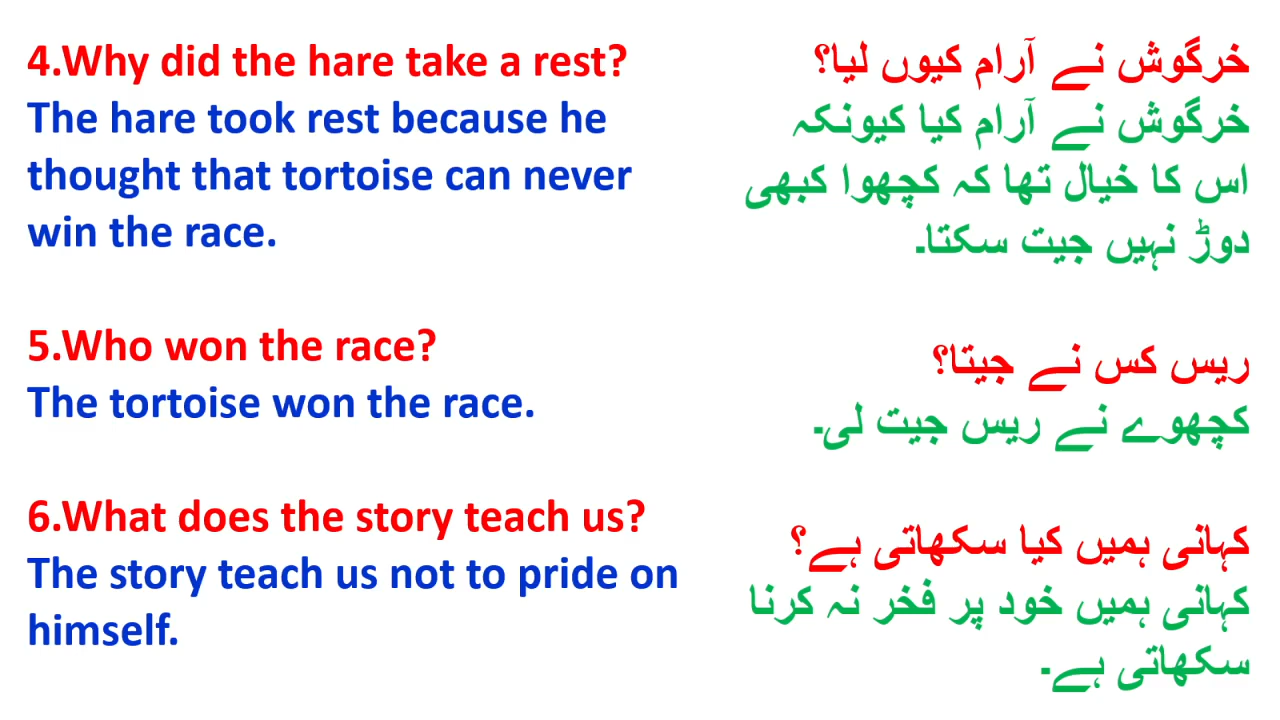 4.Why did the hare take a rest?
The hare took rest because he
thought that tortoise can never
win the race.
5.Who won the race?
The tortoise won the race.
6.What does the story teach us?
The story teach us not to pride on
himself.
خرگوش نے آرام کیوں لیا؟
خرگوش نے آرام کیا کیونکہ
اس کا خیال تھا کہ کچھوا کبھی
دوڑ نہیں جیت سکتا۔
ریس کس نے جیتا؟
کچھوے نے ریس جیت لی۔
کہانی ہمیں کیا سکھاتی ہے؟
کہانی ہمیں خود پر فخر نہ کرنا
سکھاتی ہے۔